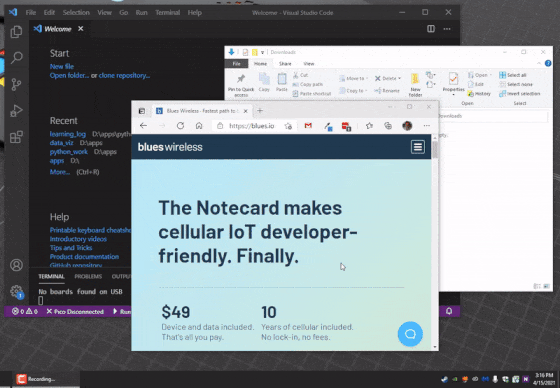 File Edit Selection View Go Run Terminal Help
Welcome - Visual Studio Code
Welcome
Start
New file
Open folder... or clone repository...
Recent
learning_log D:\apps\pyth
data_viz D:\apps
python_work D:\apps
apps D:\
More... (Ctrl+R)
Help
Printable keyboard cheatshe
Introductory videos
Tips and Tricks
Product documentation
GitHub repository
TERMINAL PROBLEMS OUTPU
No boards found on USB
0 0 Pico Disconnected Run
Downloads
File Home Share View
Pin to Quick access
Copy
Paste
Cut
Copy path
Paste shortcut
Move to
Copy to
Delete
New folder
Properties
Open
Edit
History
Select all
Select none
Invert selection
Open
Select
Downloads
Blues Wireless - Fastest path to
https://blues.io
blues wireless
The Notecard makes
cellular IoT developer-
friendly. Finally.
$49
Device and data included.
That's all you pay.
10
Years of cellular included.
No lock-in, no fees.
Recording...
3:16 PM
4/15/2021